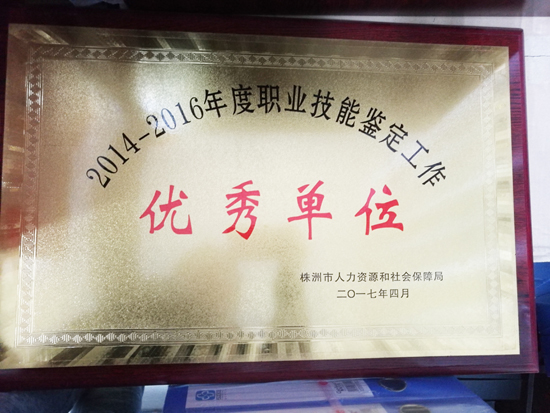 2014-2016年度职业技能鉴定工作
优秀单位
株洲市人力资源和社会保障局
二〇一七年四月